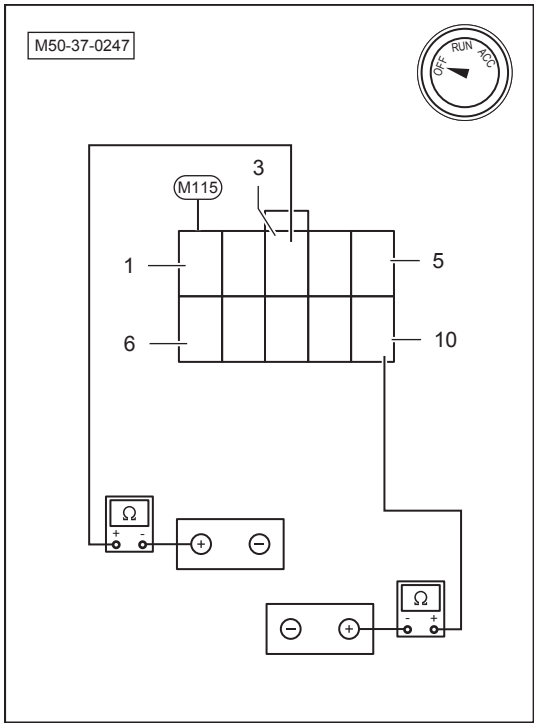 M50-37-0247
OFF RUN ACC
M115
3
1
5
6
10
Ω
+ -
+ -
Ω
- +
- +